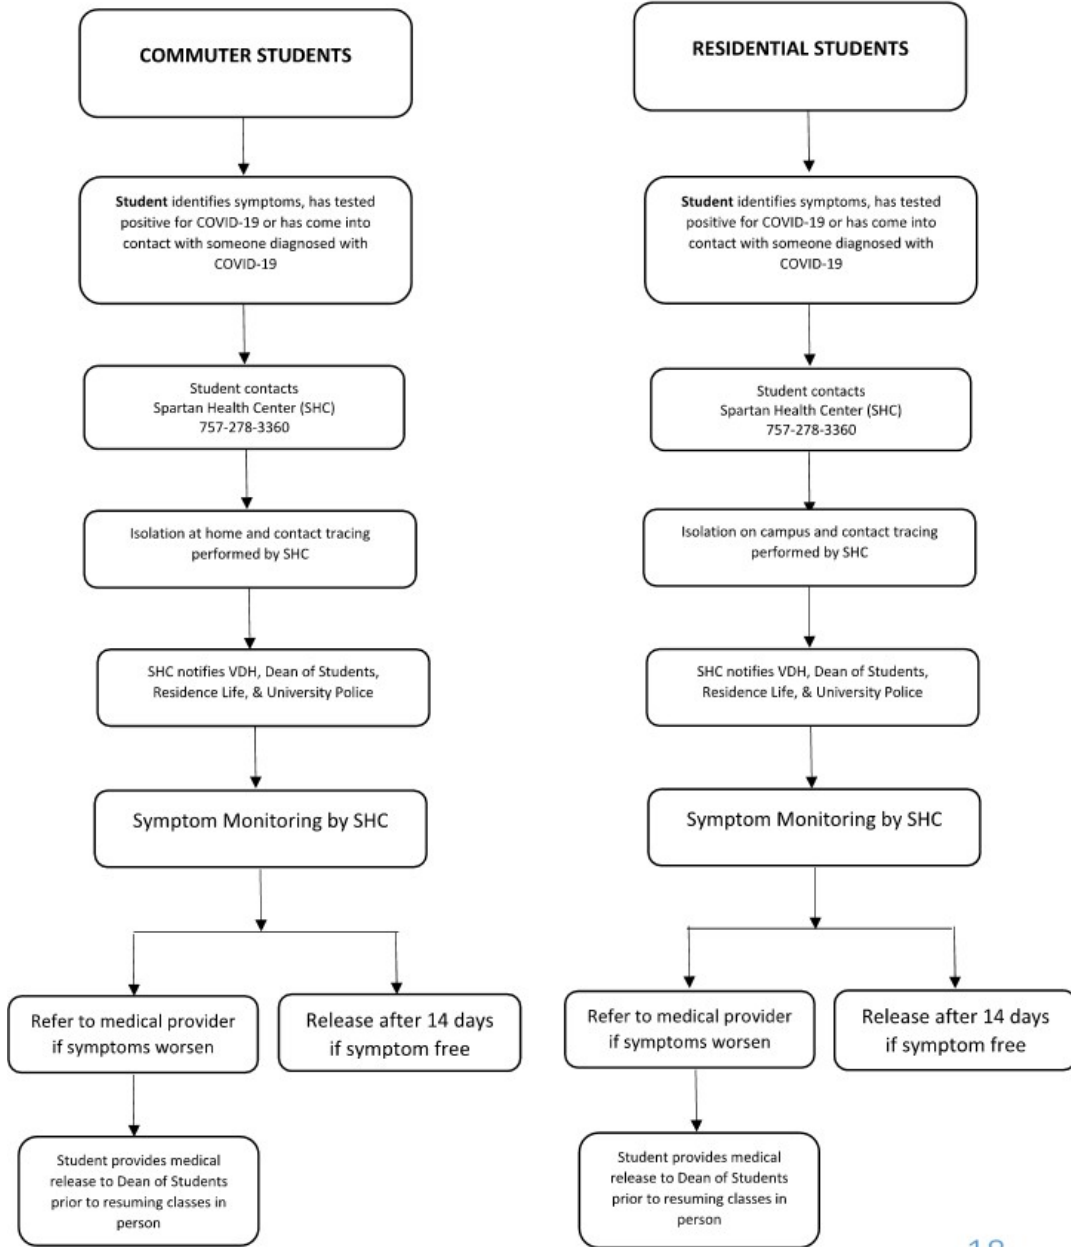 COMMUTER STUDENTS
Student identifies symptoms, has tested
positive for COVID-19 or has come into
contact with someone diagnosed with
COVID-19
Student contacts
Spartan Health Center (SHC)
757-278-3360
Isolation at home and contact tracing
performed by SHC
SHC notifies VDH, Dean of Students,
Residence Life, & University Police
Symptom Monitoring by SHC
Refer to medical provider
if symptoms worsen
Release after 14 days
if symptom free
Student provides medical
release to Dean of Students
prior to resuming classes in
person
RESIDENTIAL STUDENTS
Student identifies symptoms, has tested
positive for COVID-19 or has come into
contact with someone diagnosed with
COVID-19
Student contacts
Spartan Health Center (SHC)
757-278-3360
Isolation on campus and contact tracing
performed by SHC
SHC notifies VDH, Dean of Students,
Residence Life, & University Police
Symptom Monitoring by SHC
Refer to medical provider
if symptoms worsen
Release after 14 days
if symptom free
Student provides medical
release to Dean of Students
prior to resuming classes in
person